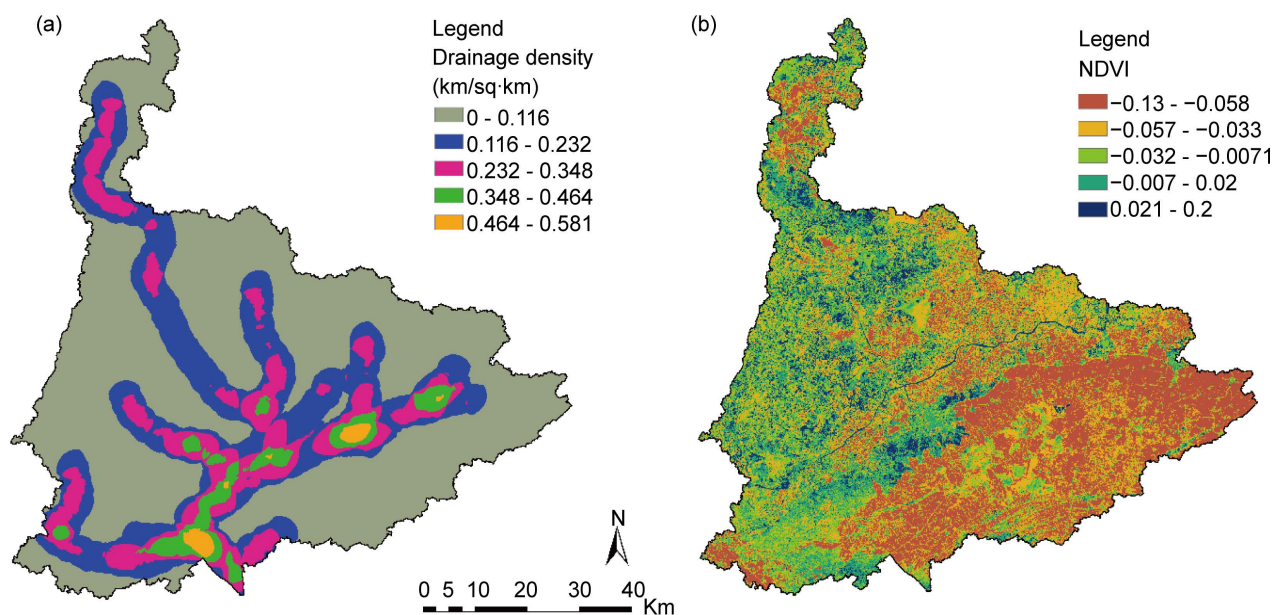 (a)
Legend
Drainage density
(km/sq·km)
0 - 0.116
0.116 - 0.232
0.232 - 0.348
0.348 - 0.464
0.464 - 0.581
(b)
Legend
NDVI
−0.13 - −0.058
−0.057 - −0.033
−0.032 - −0.0071
−0.007 - 0.02
0.021 - 0.2
N
0 5 10 20 30 40
Km